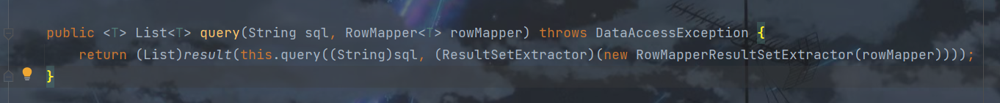 public <T> List<T> query(String sql, RowMapper<T> rowMapper) throws DataAccessException {
return (List)result(this.query((String)sql, (ResultSetExtractor)(new RowMapperResultSetExtractor(rowMapper))));
}